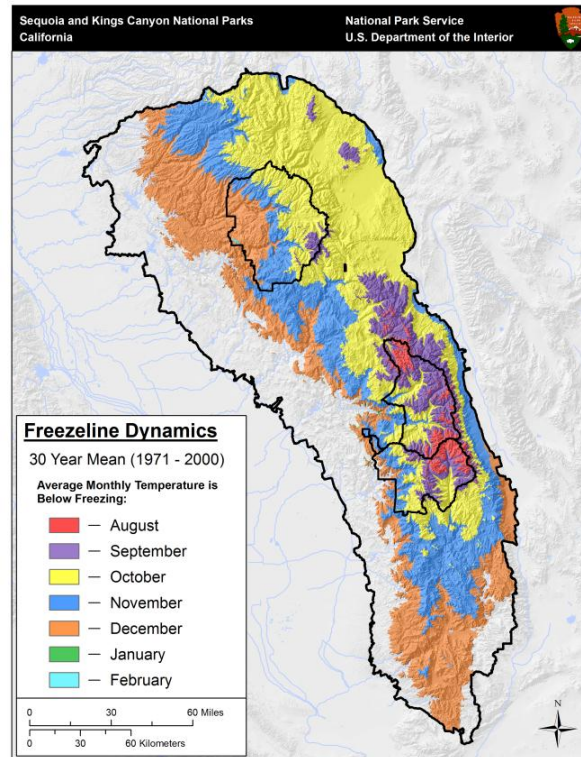 Sequoia and Kings Canyon National Parks
California
National Park Service
U.S. Department of the Interior
Freezeline Dynamics
30 Year Mean (1971 - 2000)
Average Monthly Temperature is
Below Freezing:
— August
— September
— October
— November
— December
— January
— February
0 30 60 Miles
0 30 60 Kilometers
N